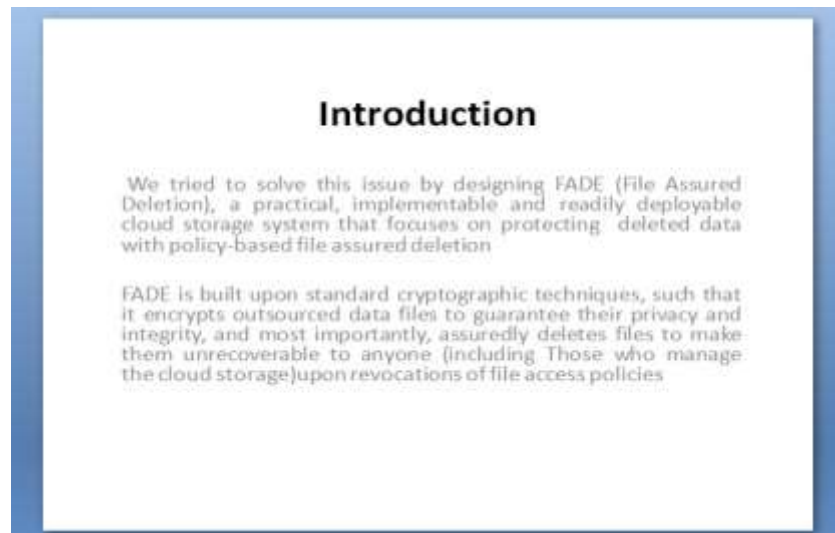 Introduction
We tried to solve this issue by designing FADE (File Assured
Deletion), a practical, implementable and readily deployable
cloud storage system that focuses on protecting deleted data
with policy-based file assured deletion
FADE is built upon standard cryptographic techniques, such that
it encrypts outsourced data files to guarantee their privacy and
integrity, and most importantly, assuredly deletes files to make
them unrecoverable to anyone (including Those who manage
the cloud storage)upon revocations of file access policies